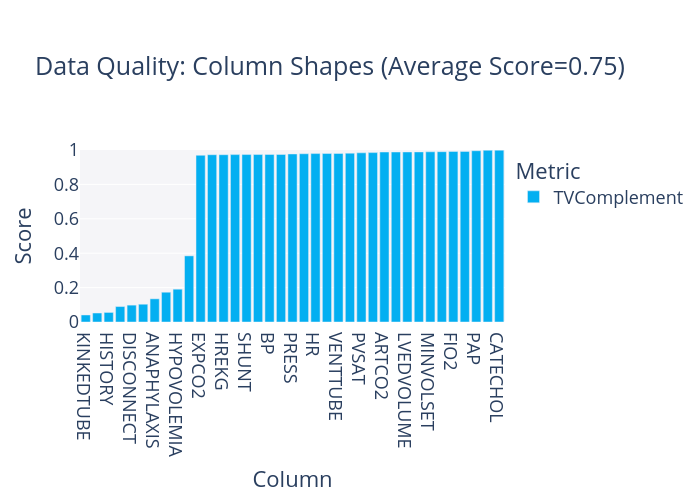 Data Quality: Column Shapes (Average Score=0.75)
Metric
TVComplement
Score
1
0.8
0.6
0.4
0.2
0
KINKEDTUBE
HISTORY
DISCONNECT
ANAPHYLAXIS
HYPOVOLEMIA
EXPCO2
HREKG
SHUNT
BP
PRESS
HR
VENTTUBE
PVSAT
ARTCO2
LVEDVOLUME
MINVOLSET
FIO2
PAP
CATECHOL
Column